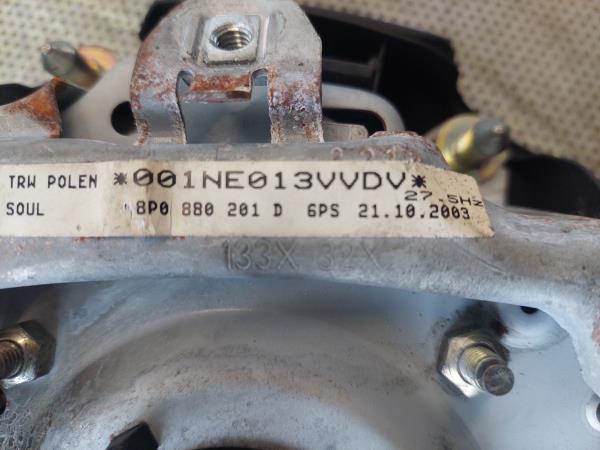 TRW POLEN *001NE013VVDV*
27.5Hz
SOUL 8P0 880 201 D 6PS 21.10.2003
133X 32X